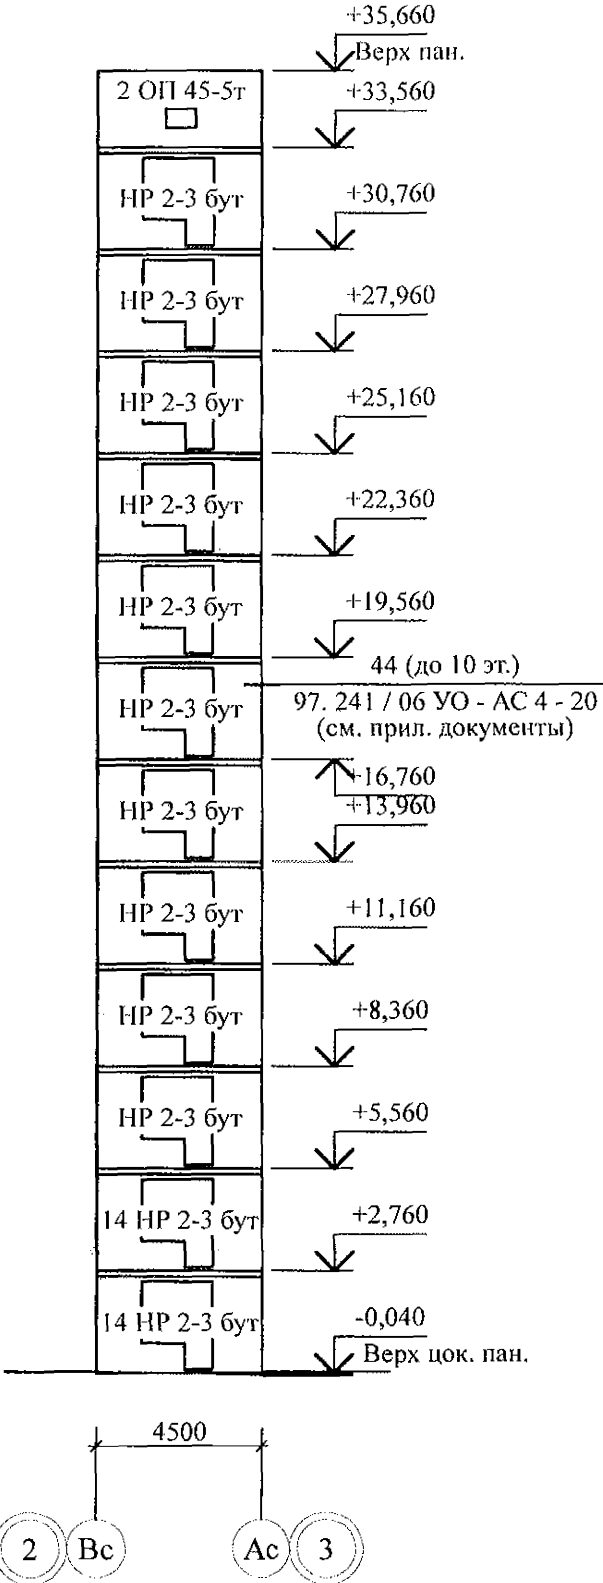 +35,660
Верх пан.
2 ОП 45-5т
+33,560
НР 2-3 бут
+30,760
НР 2-3 бут
+27,960
НР 2-3 бут
+25,160
НР 2-3 бут
+22,360
НР 2-3 бут
+19,560
44 (до 10 эт.)
97. 241 / 06 УО - АС 4 - 20
(см. прил. документы)
НР 2-3 бут
+16,760
+13,960
НР 2-3 бут
+11,160
НР 2-3 бут
+8,360
НР 2-3 бут
+5,560
НР 2-3 бут
+2,760
14 НР 2-3 бут
-0,040
14 НР 2-3 бут
Верх цок. пан.
4500
2 Вс Ас 3